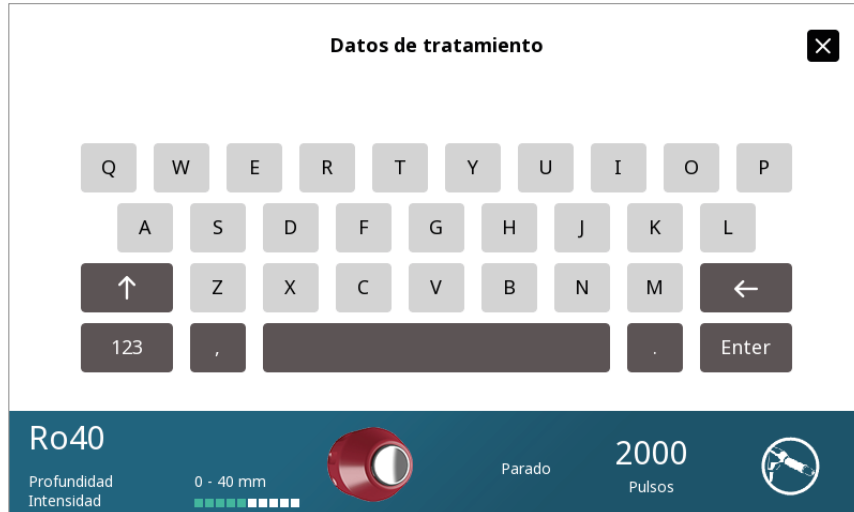 Datos de tratamiento
Q W E R T Y U I O P
A S D F G H J K L
↑ Z X C V B N M ←
123 , . Enter
Ro40
Profundidad 0 - 40 mm
Intensidad
Parado
2000
Pulsos